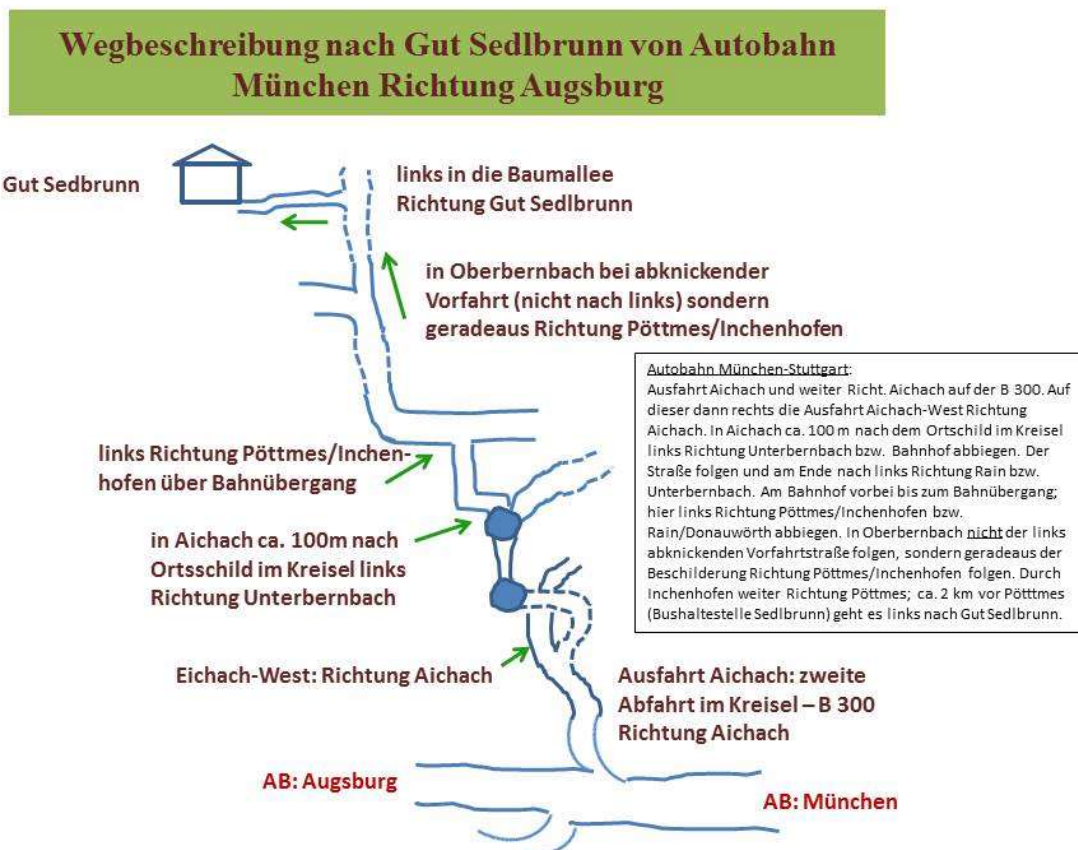 Wegbeschreibung nach Gut Sedlbrunn von Autobahn
München Richtung Augsburg
Gut Sedbrunn
links in die Baumallee
Richtung Gut Sedlbrunn
in Oberbernbach bei abknickender
Vorfahrt (nicht nach links) sondern
geradeaus Richtung Pöttmes/Inchenhofen
Autobahn München-Stuttgart:
Ausfahrt Aichach und weiter Richt. Aichach auf der B 300. Auf
dieser dann rechts die Ausfahrt Aichach-West Richtung
Aichach. In Aichach ca. 100 m nach dem Ortschild im Kreisel
links Richtung Unterbernbach bzw. Bahnhof abbiegen. Der
Straße folgen und am Ende nach links Richtung Rain bzw.
Unterbernbach. Am Bahnhof vorbei bis zum Bahnübergang;
hier links Richtung Pöttmes/Inchenhofen bzw.
Rain/Donauwörth abbiegen. In Oberbernbach nicht der links
abknickenden Vorfahrtstraße folgen, sondern geradeaus der
Beschilderung Richtung Pöttmes/Inchenhofen folgen. Durch
Inchenhofen weiter Richtung Pöttmes; ca. 2 km vor Pötttmes
(Bushaltestelle Sedlbrunn) geht es links nach Gut Sedlbrunn.
links Richtung Pöttmes/Inchen-
hofen über Bahnübergang
in Aichach ca. 100m nach
Ortsschild im Kreisel links
Richtung Unterbernbach
Eichach-West: Richtung Aichach
Ausfahrt Aichach: zweite
Abfahrt im Kreisel – B 300
Richtung Aichach
AB: Augsburg
AB: München